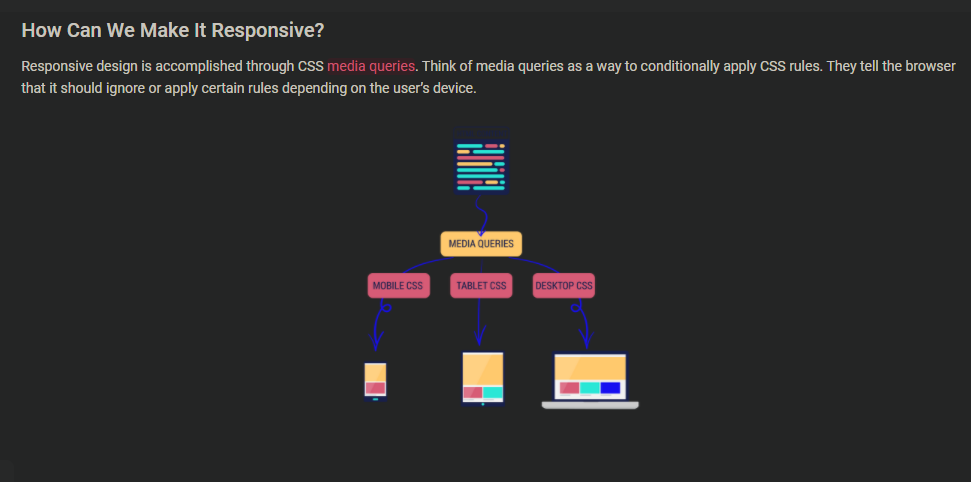 How Can We Make It Responsive?
Responsive design is accomplished through CSS media queries. Think of media queries as a way to conditionally apply CSS rules. They tell the browser
that it should ignore or apply certain rules depending on the user’s device.
MEDIA QUERIES
MOBILE CSS TABLET CSS DESKTOP CSS